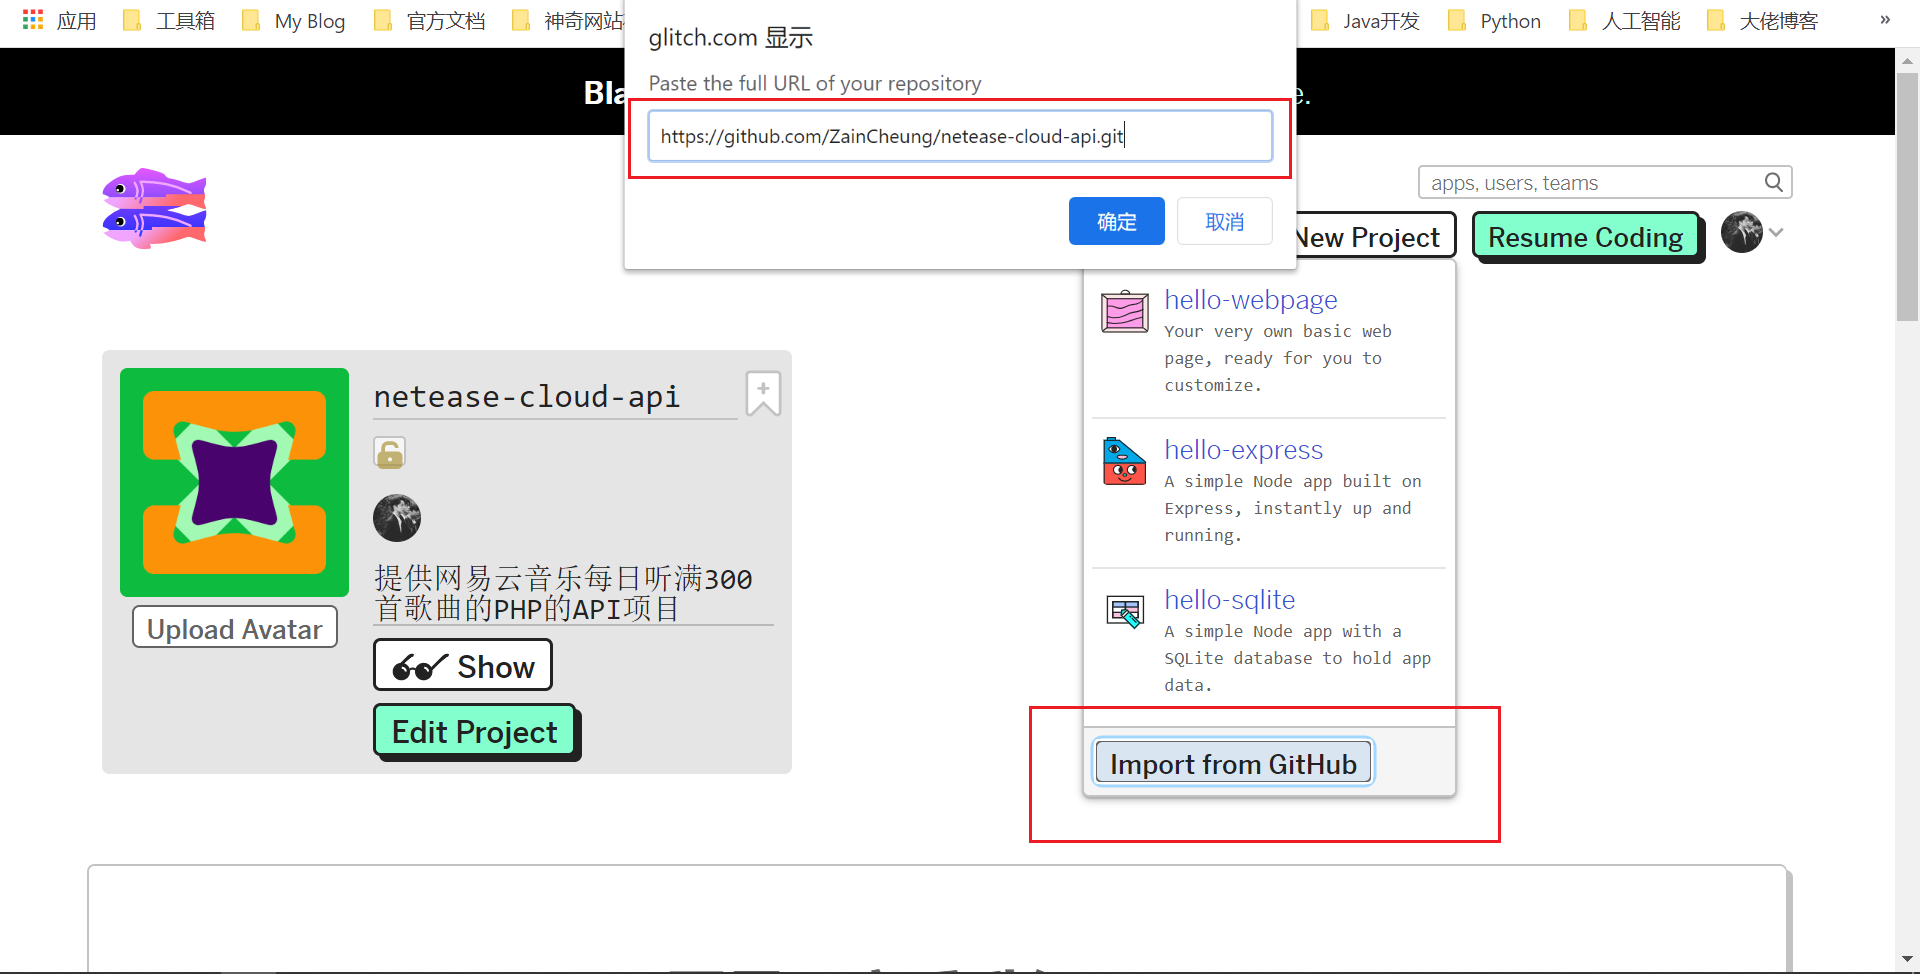 应用 工具箱 My Blog 官方文档 神奇网站 Java开发 Python 人工智能 大佬博客 »
glitch.com 显示
Paste the full URL of your repository
https://github.com/ZainCheung/netease-cloud-api.git
确定 取消
apps, users, teams
New Project
Resume Coding
hello-webpage
Your very own basic web
page, ready for you to
customize.
hello-express
A simple Node app built on
Express, instantly up and
running.
hello-sqlite
A simple Node app with a
SQLite database to hold app
data.
Import from GitHub
netease-cloud-api
提供网易云音乐每日听满300
首歌曲的PHP的API项目
Upload Avatar
Show
Edit Project